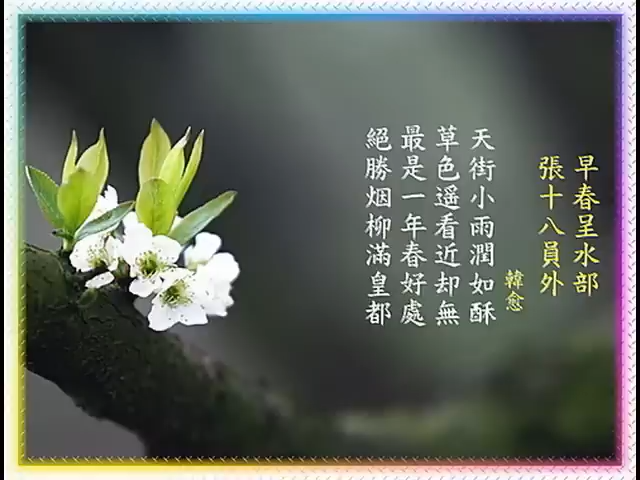 早春呈水部
張十八員外
韓愈
天街小雨潤如酥
草色遥看近却無
最是一年春好處
絕勝烟柳滿皇都